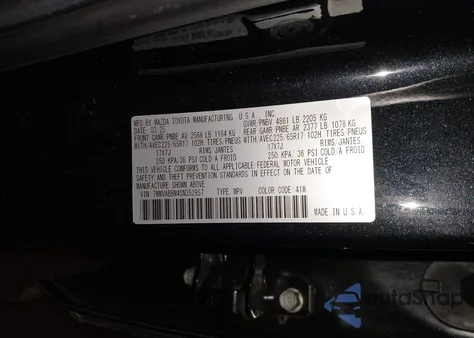 MFD. BY MAZDA TOYOTA MANUFACTURING, U.S.A., INC.
DATE: 03/25 GVWR/PNBV 4861 LB 2205 KG
FRONT GAWR/PNBE AV 2566 LB 1164 KG REAR GAWR/PNBE AR 2377 LB 1078 KG
WITH/AVEC225/65R17 102H TIRES/PNEUS WITH/AVEC225/65R17 102H TIRES/PNEUS
17X7J RIMS/JANTES 17X7J RIMS/JANTES
250 KPA/36 PSI COLD/A FROID 250 KPA/36 PSI COLD/A FROID
THIS VEHICLE CONFORMS TO ALL APPLICABLE FEDERAL MOTOR VEHICLE
SAFETY AND THEFT PREVENTION STANDARDS IN EFFECT ON THE DATE OF
MANUFACTURE SHOWN ABOVE.
VIN: 7MMVABBM4SN352657 TYPE: MPV COLOR CODE: 41W
MADE IN U.S.A.
PlantaSnap